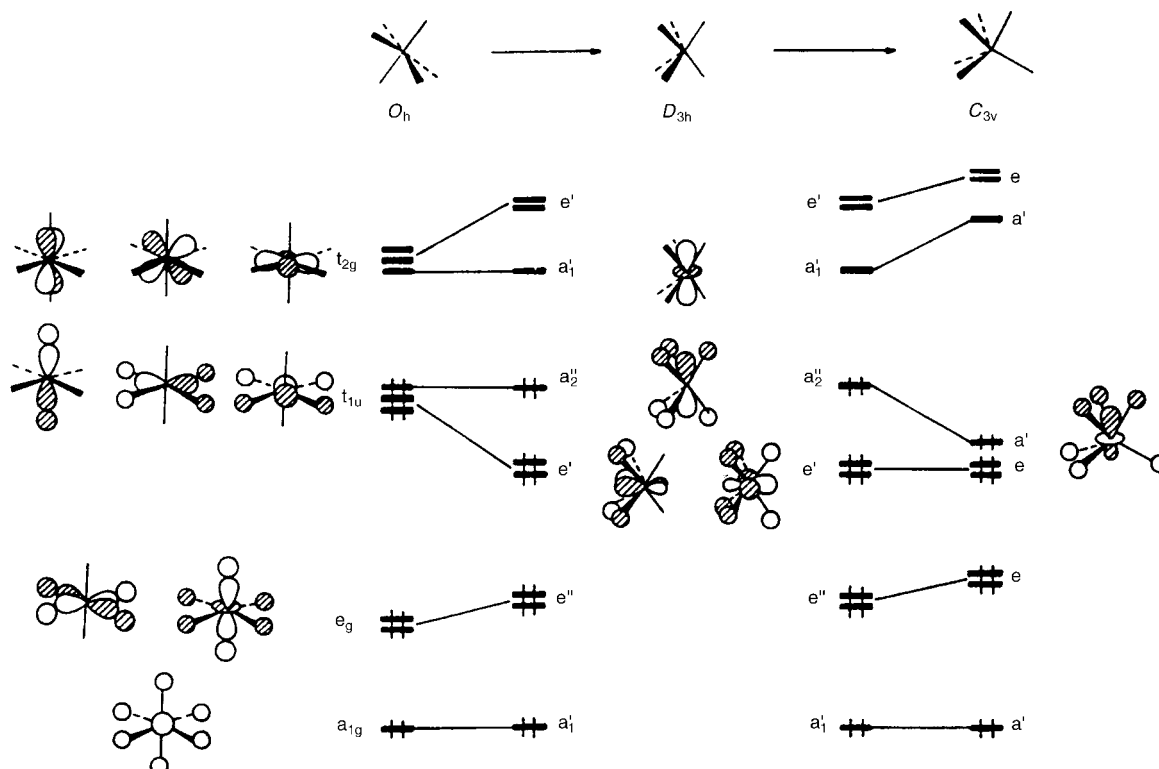 Oh D3h C3v
e' e' e
t2g a'1 a'1 a'
t1u a''2 a''2 a'
e' e' e
eg e'' e'' e
a1g a'1 a'1 a'